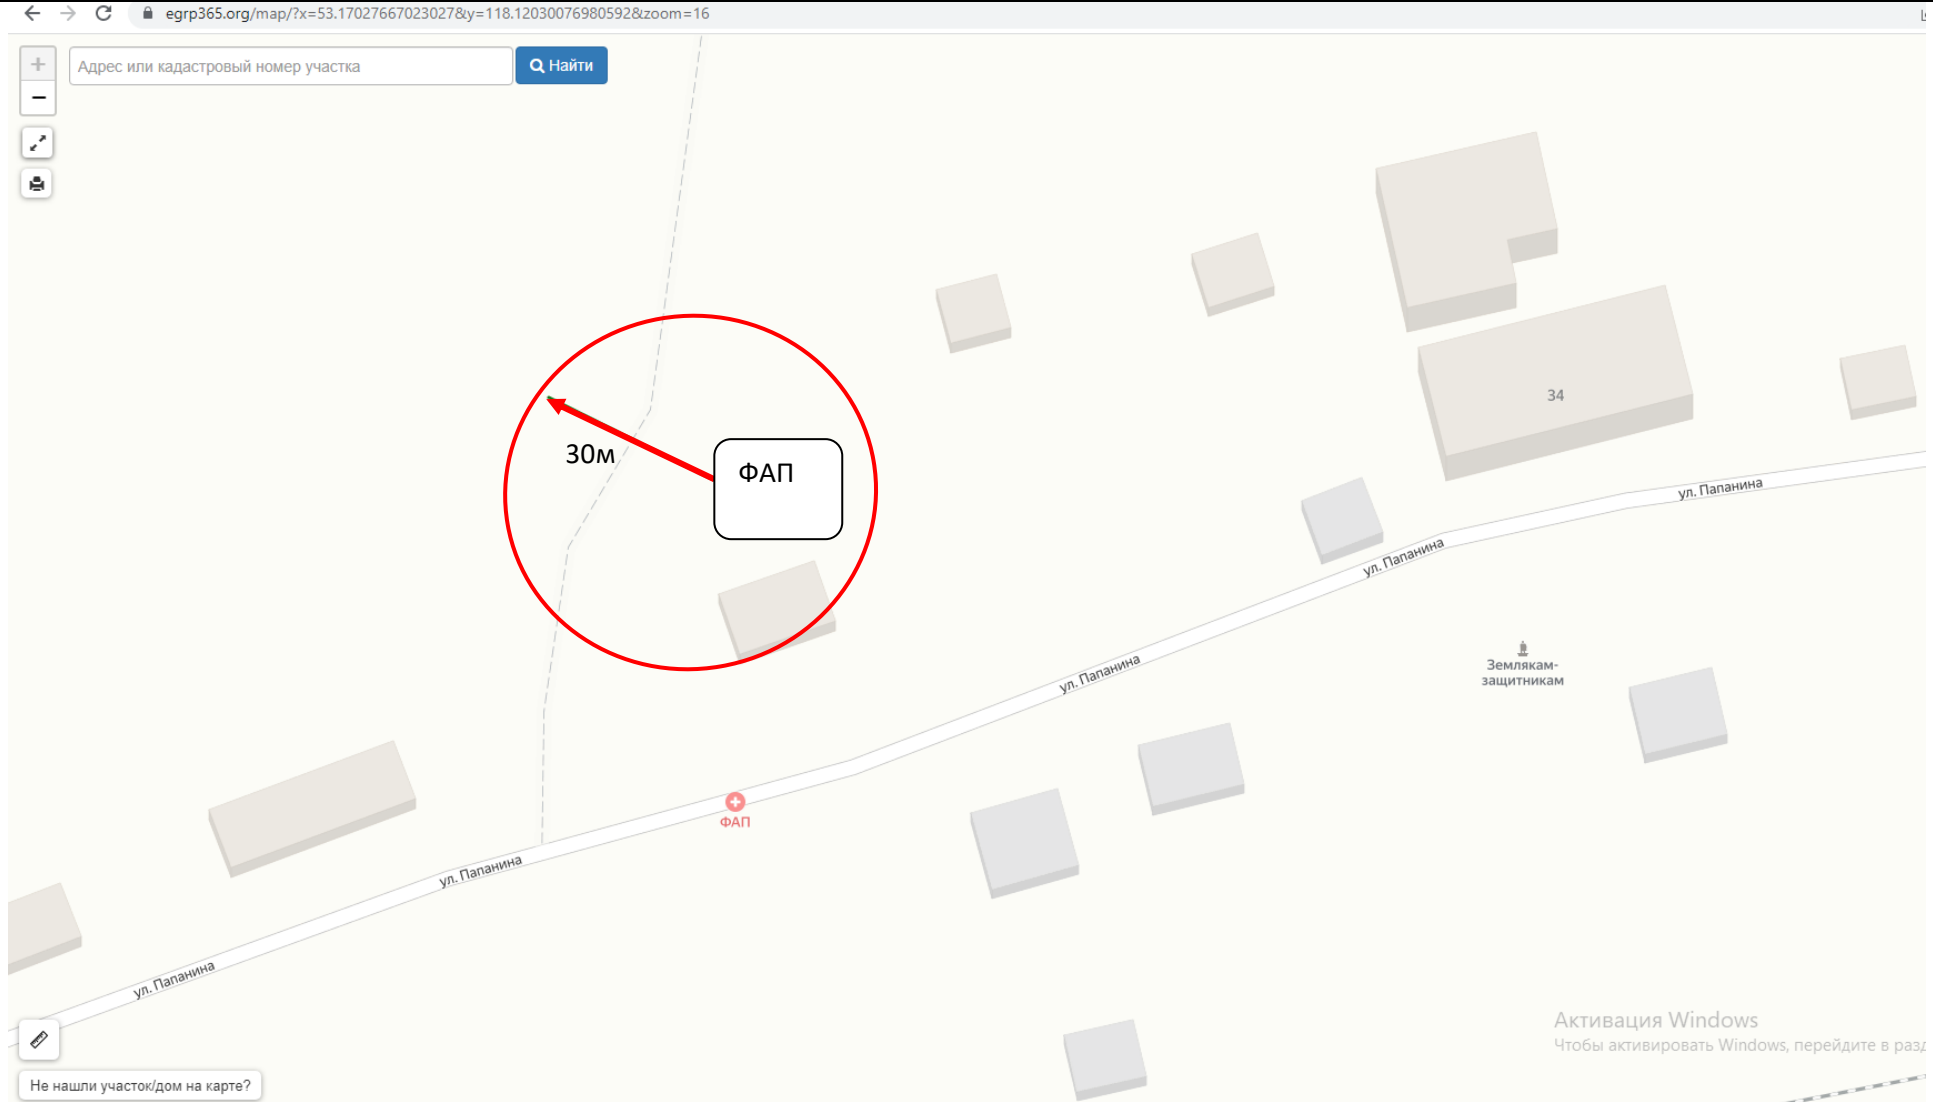 egrp365.org/map/?x=53.17027667023027&y=118.12030076980592&zoom=16
Адрес или кадастровый номер участка
Найти
34
30м
ФАП
ул. Папанина
ул. Папанина
ул. Папанина
Землякам-
защитникам
ФАП
ул. Папанина
ул. Папанина
Активация Windows
Чтобы активировать Windows, перейдите в разд
Не нашли участок/дом на карте?